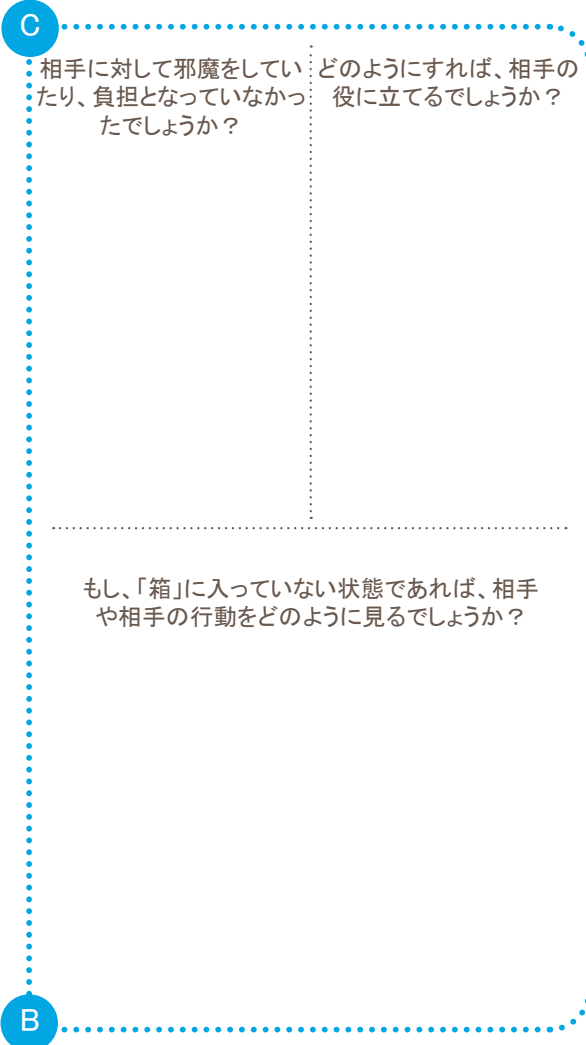 C
相手に対して邪魔をしてい
たり、負担となっていなかっ
たでしょうか？
どのようにすれば、相手の
役に立てるでしょうか？
もし、「箱」に入っていない状態であれば、相手
や相手の行動をどのように見るでしょうか？
B